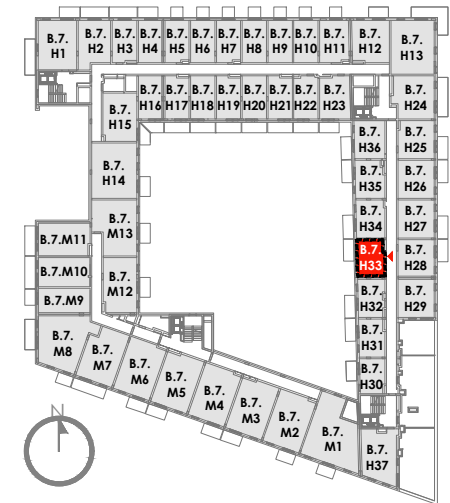 B.7.
H1
B.7.
H2
B.7.
H3
B.7.
H4
B.7.
H5
B.7.
H6
B.7.
H7
B.7.
H8
B.7.
H9
B.7.
H10
B.7.
H11
B.7.
H12
B.7.
H13
B.7.
H15
B.7.
H16
B.7.
H17
B.7.
H18
B.7.
H19
B.7.
H20
B.7.
H21
B.7.
H22
B.7.
H23
B.7.
H24
B.7.
H36
B.7.
H25
B.7.
H14
B.7.
H35
B.7.
H26
B.7.
M13
B.7.
H34
B.7.
H27
B.7.M11
B.7.
H33
B.7.
H28
B.7.M10
B.7.
M12
B.7.
H32
B.7.
H29
B.7.M9
B.7.
H31
B.7.
M8
B.7.
M7
B.7.
M6
B.7.
M5
B.7.
M4
B.7.
M3
B.7.
M2
B.7.
M1
B.7.
H30
B.7.
H37
N